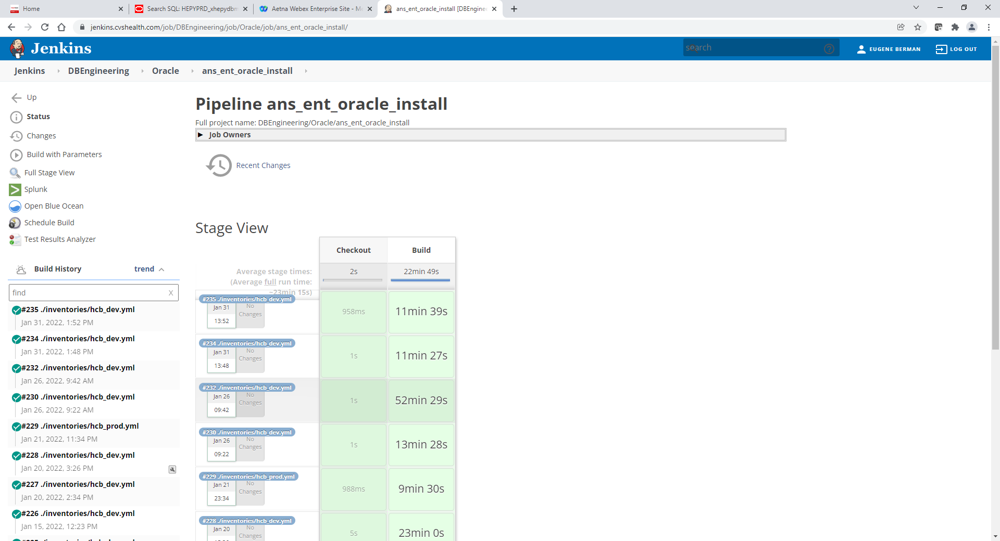 Home
Search SQL: HEPYPRD_xhepydbm
Aetna Webex Enterprise Site - M
ans_ent_oracle_install [DBEngine
jenkins.cvshealth.com/job/DBEngineering/job/Oracle/job/ans_ent_oracle_install/
Jenkins
search
EUGENE BERMAN
LOG OUT
Jenkins
DBEngineering
Oracle
ans_ent_oracle_install
Up
Status
Changes
Build with Parameters
Full Stage View
Splunk
Open Blue Ocean
Schedule Build
Test Results Analyzer
Build History
trend
find
X
#235 ./inventories/hcb_dev.yml
Jan 31, 2022, 1:52 PM
#234 ./inventories/hcb_dev.yml
Jan 31, 2022, 1:48 PM
#232 ./inventories/hcb_dev.yml
Jan 26, 2022, 9:42 AM
#230 ./inventories/hcb_dev.yml
Jan 26, 2022, 9:22 AM
#229 ./inventories/hcb_prod.yml
Jan 21, 2022, 11:34 PM
#228 ./inventories/hcb_dev.yml
Jan 20, 2022, 3:26 PM
#227 ./inventories/hcb_dev.yml
Jan 20, 2022, 2:34 PM
#226 ./inventories/hcb_dev.yml
Jan 15, 2022, 12:23 PM
Pipeline ans_ent_oracle_install
Full project name: DBEngineering/Oracle/ans_ent_oracle_install
Job Owners
Recent Changes
Stage View
Checkout
Build
Average stage times:
(Average full run time:
~23min 15s)
2s
22min 49s
#235 ./inventories/hcb_dev.yml
Jan 31
13:52
No
Changes
958ms
11min 39s
#234 ./inventories/hcb_dev.yml
Jan 31
13:48
No
Changes
1s
11min 27s
#232 ./inventories/hcb_dev.yml
Jan 26
09:42
No
Changes
1s
52min 29s
#230 ./inventories/hcb_dev.yml
Jan 26
09:22
No
Changes
1s
13min 28s
#229 ./inventories/hcb_prod.yml
Jan 21
23:34
No
Changes
988ms
9min 30s
#228 ./inventories/hcb_dev.yml
Jan 20
No
Changes
5s
23min 0s